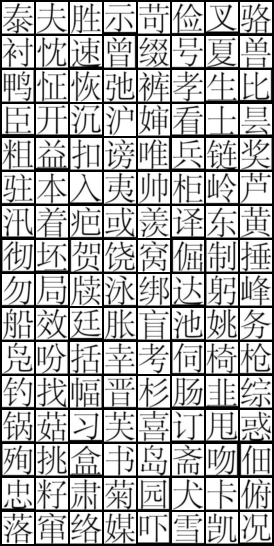 泰夫胜示苛俭叉骆
衬忱速曾缀号夏兽
鸭怔恢弛裤孝生比
臣开沉沪婶看士昙
粗益扣谤唯兵链奖
驻本入夷帅柜岭芦
汛着疤或羡译东黄
彻坯贺饶窝倔制捶
勿局牍泳绑达躬峰
船效廷胀盲池姚务
凫吩括幸考伺椅枪
钓找幅晋杉肠韭综
锅菇习芙喜订甩惑
殉挑盒书岛斋吻佃
忠籽肃菊园犬卡俯
落窜络媒吓雪凯况